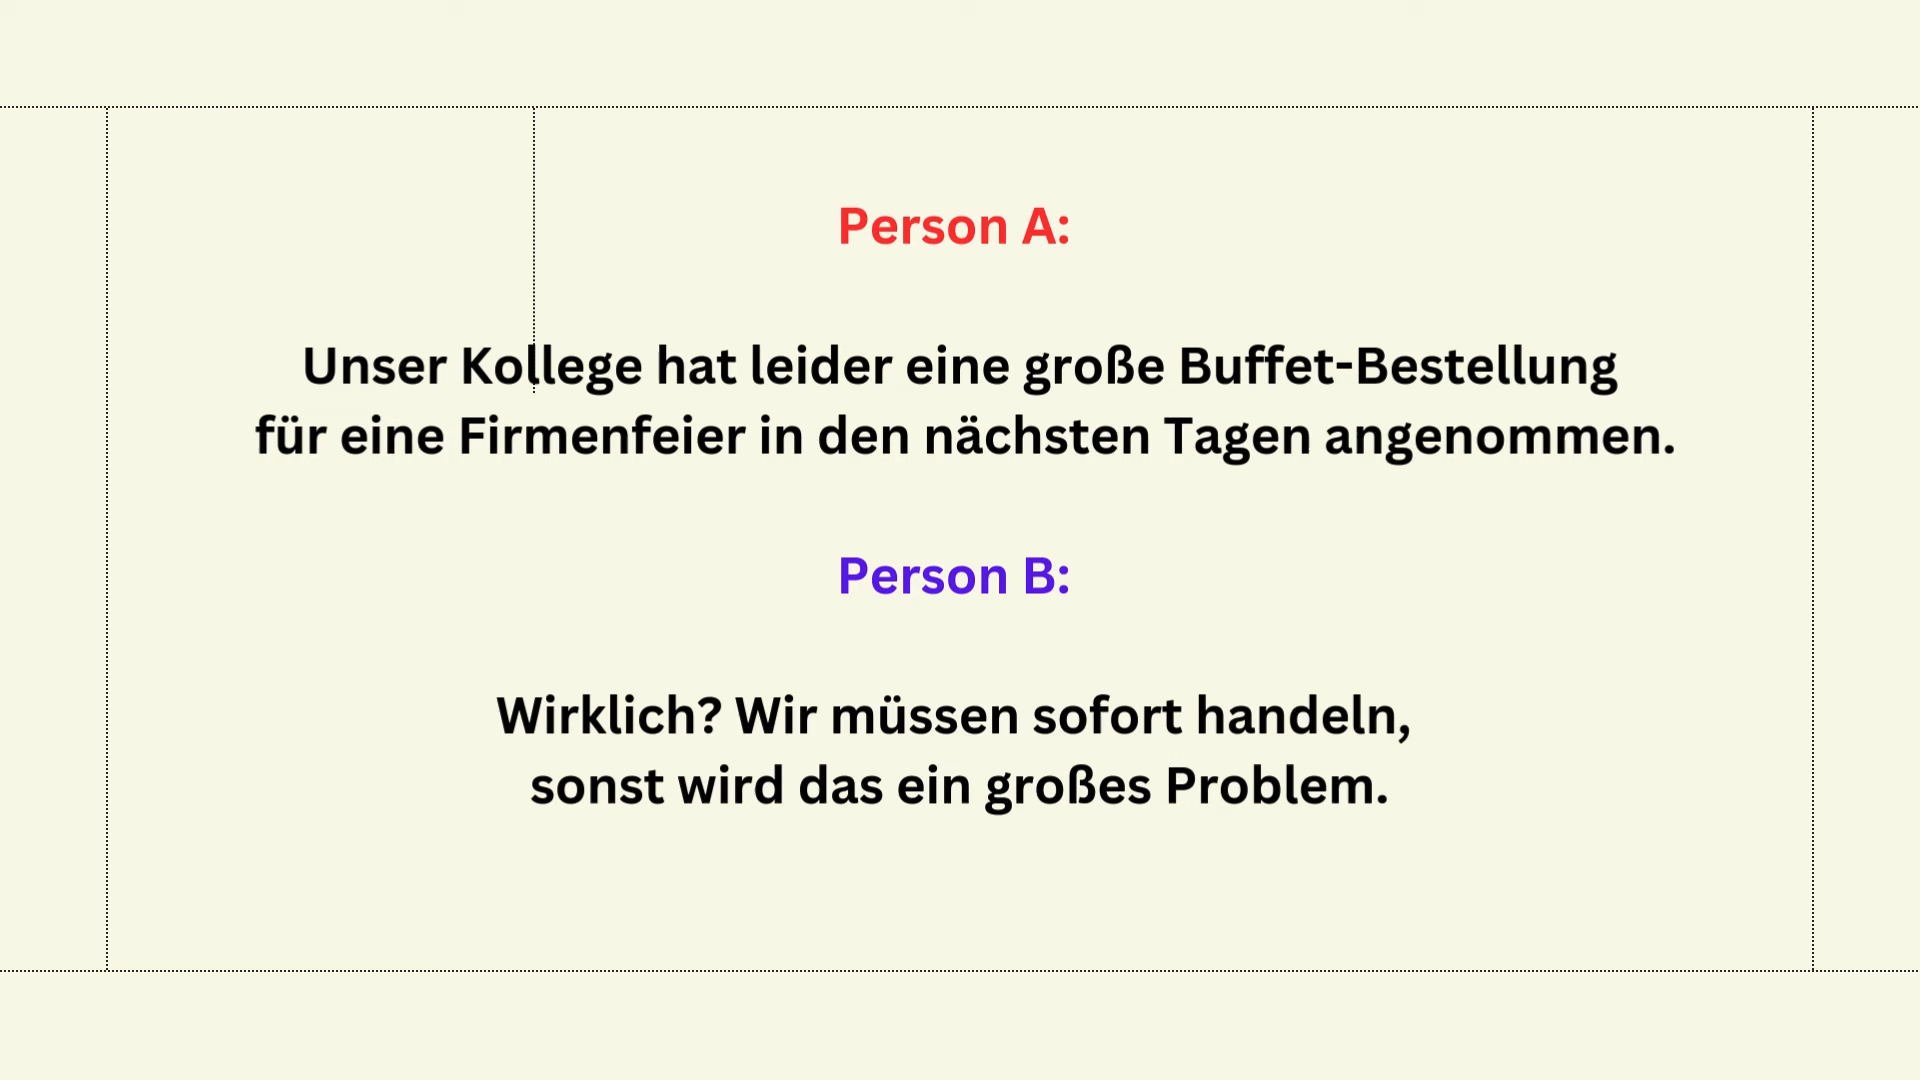 Person A:
Unser Kollege hat leider eine große Buffet-Bestellung
für eine Firmenfeier in den nächsten Tagen angenommen.
Person B:
Wirklich? Wir müssen sofort handeln,
sonst wird das ein großes Problem.